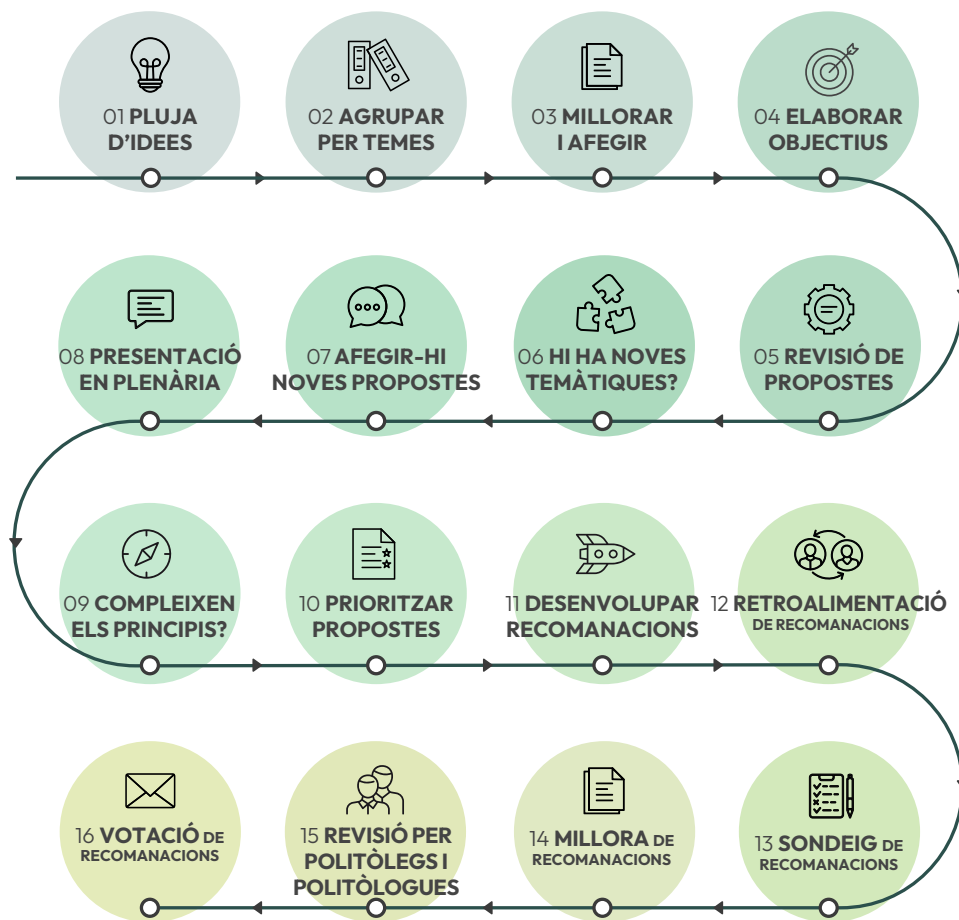 01 PLUJA
D'IDEES
02 AGRUPAR
PER TEMES
03 MILLORAR
I AFEGIR
04 ELABORAR
OBJECTIUS
05 REVISIÓ DE
PROPOSTES
06 HI HA NOVES
TEMÀTIQUES?
07 AFEGIR-HI
NOVES PROPOSTES
08 PRESENTACIÓ
EN PLENÀRIA
09 COMPLEIXEN
ELS PRINCIPIS?
10 PRIORITZAR
PROPOSTES
11 DESENVOLUPAR
RECOMANACIONS
12 RETROALIMENTACIÓ
DE RECOMANACIONS
13 SONDEIG DE
RECOMANACIONS
14 MILLORA DE
RECOMANACIONS
15 REVISIÓ PER
POLITÒLEGS I
POLITÒLOGUES
16 VOTACIÓ DE
RECOMANACIONS